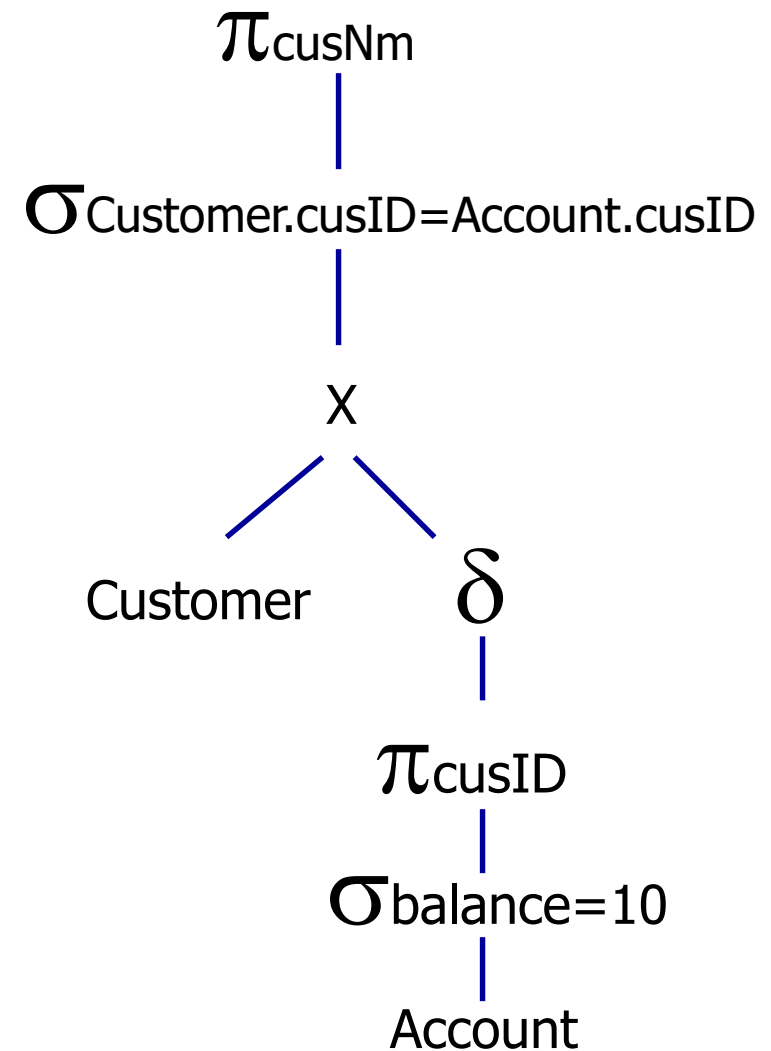 πcusNm
σCustomer.cusID=Account.cusID
X
Customer
δ
πcusID
σbalance=10
Account